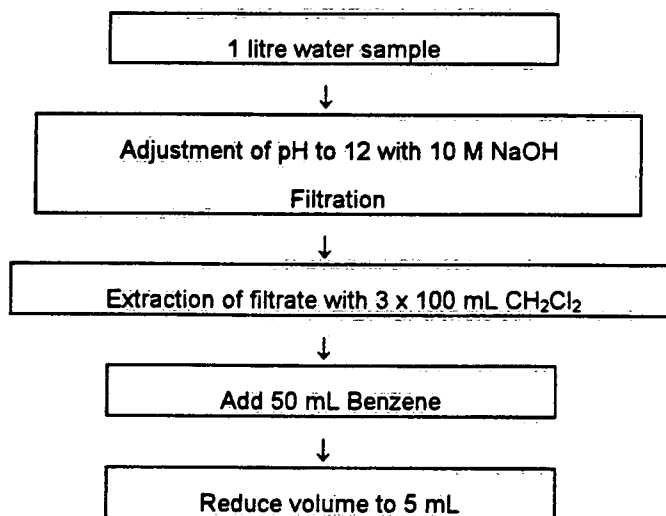 1 litre water sample
↓
Adjustment of pH to 12 with 10 M NaOH
Filtration
↓
Extraction of filtrate with 3 x 100 mL CH₂Cl₂
↓
Add 50 mL Benzene
↓
Reduce volume to 5 mL